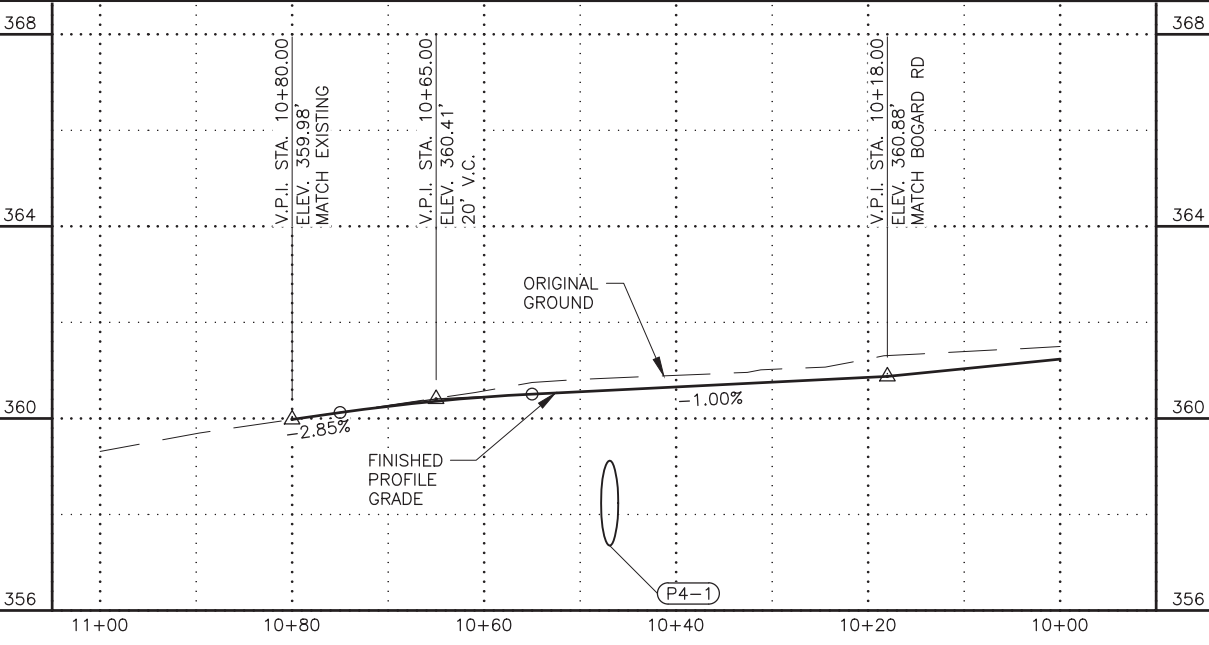 368
368
V.P.I. STA. 10+80.00
ELEV. 359.98'
MATCH EXISTING
V.P.I. STA. 10+65.00
ELEV. 360.41'
20' V.C.
V.P.I. STA. 10+18.00
ELEV. 360.88'
MATCH BOGARD RD
364
364
ORIGINAL
GROUND
360
360
-2.85%
-1.00%
FINISHED
PROFILE
GRADE
P4-1
356
356
11+00
10+80
10+60
10+40
10+20
10+00